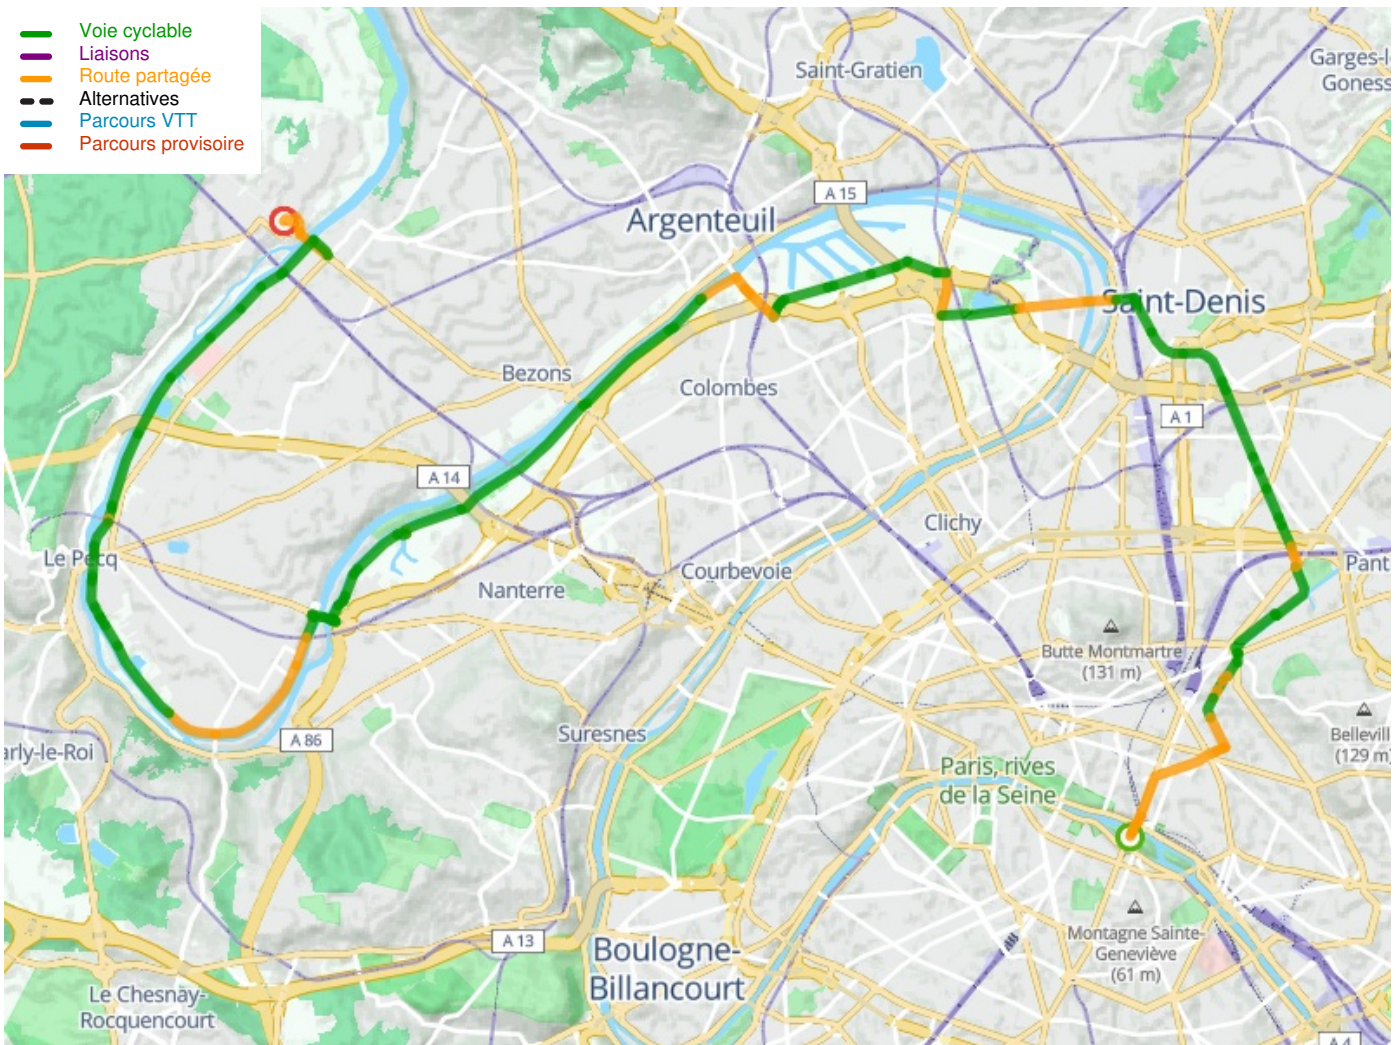 Voie cyclable
Liaisons
Route partagée
Alternatives
Parcours VTT
Parcours provisoire
Saint-Gratien
Garges-l
Goness
A 15
Argenteuil
Saint-Denis
Bezons
Colombes
A 1
A 14
Clichy
Le Pecq
Nanterre
Courbevoie
Pant
Butte Montmartre
(131 m)
Suresnes
A 86
arly-le-Roi
Bellevill
(129 m)
Paris, rives
de la Seine
A 13
Boulogne-
Billancourt
Montagne Sainte-
Geneviève
(61 m)
Le Chesnay-
Rocquencourt
A4